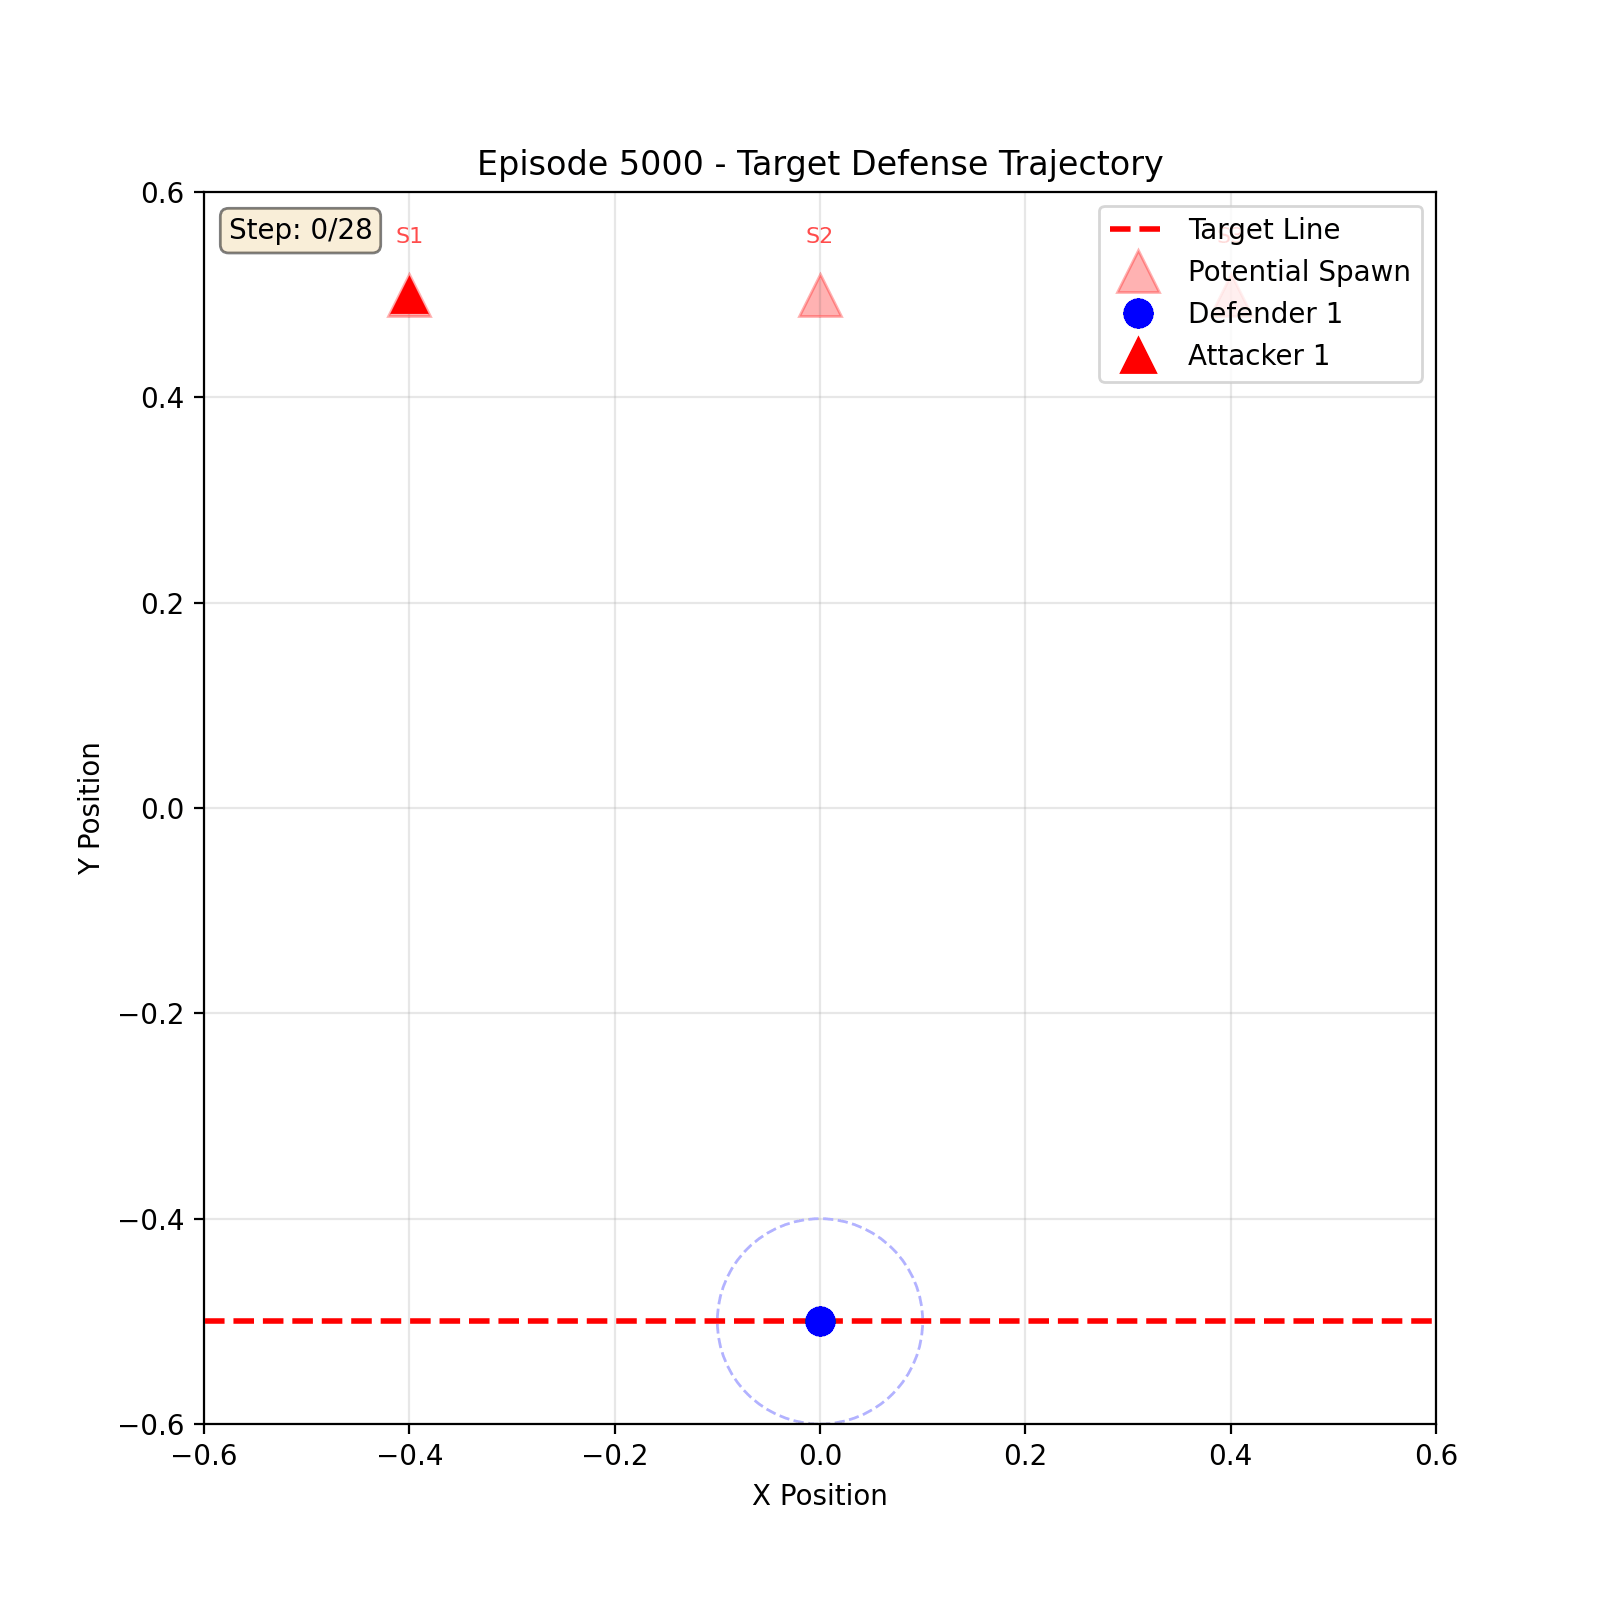 Episode 5000 - Target Defense Trajectory
Step: 0/28
S1
S2
Target Line
Potential Spawn
Defender 1
Attacker 1
0.6
0.4
0.2
0.0
−0.2
−0.4
−0.6
Y Position
−0.6
−0.4
−0.2
0.0
0.2
0.4
0.6
X Position